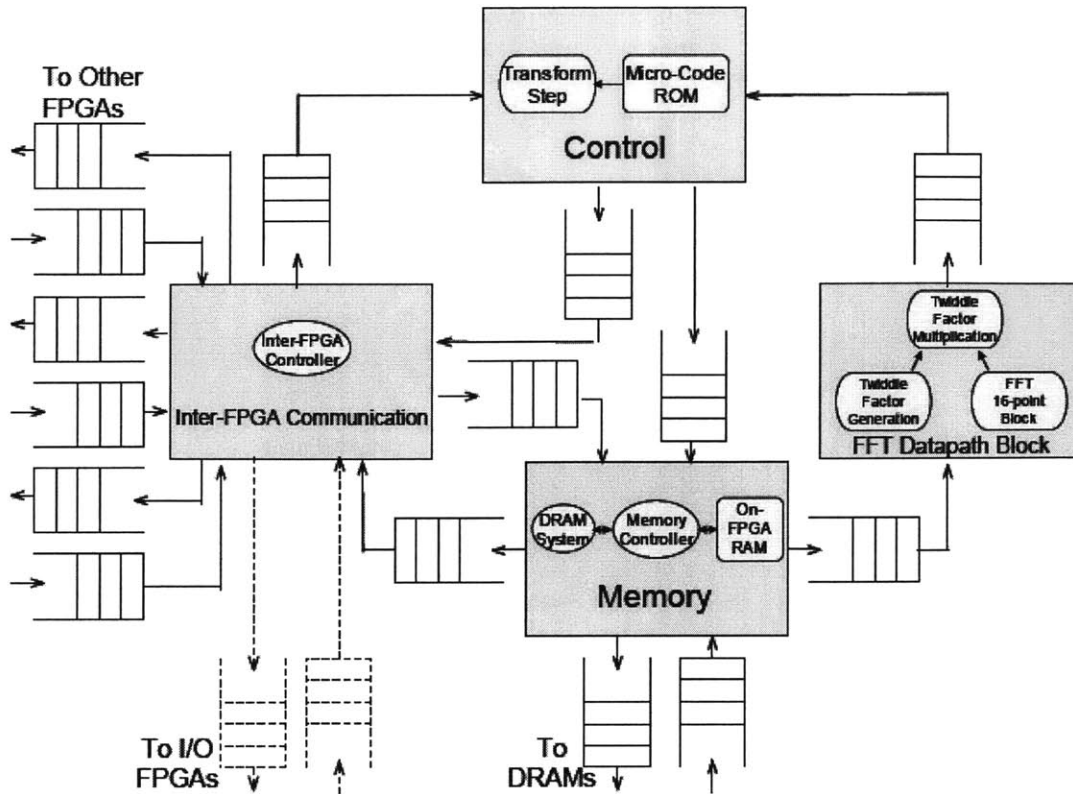 To Other
FPGAs
Transform
Step
Micro-Code
ROM
Control
Inter-FPGA
Controller
Inter-FPGA Communication
Twiddle
Factor
Multiplication
Twiddle
Factor
Generation
FFT
16-point
Block
FFT Datapath Block
DRAM
System
Memory
Controller
On-
FPGA
RAM
Memory
To I/O
FPGAs
To
DRAMs